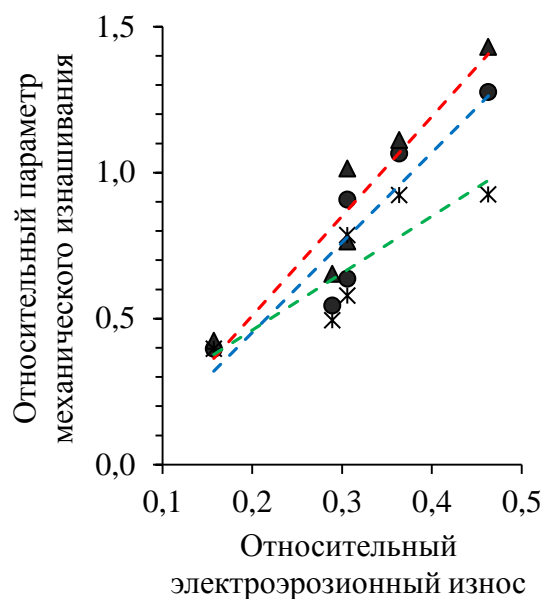 Относительный параметр
механического изнашивания
1,5
1,0
0,5
0,0
0,1 0,2 0,3 0,4 0,5
Относительный
электроэрозионный износ